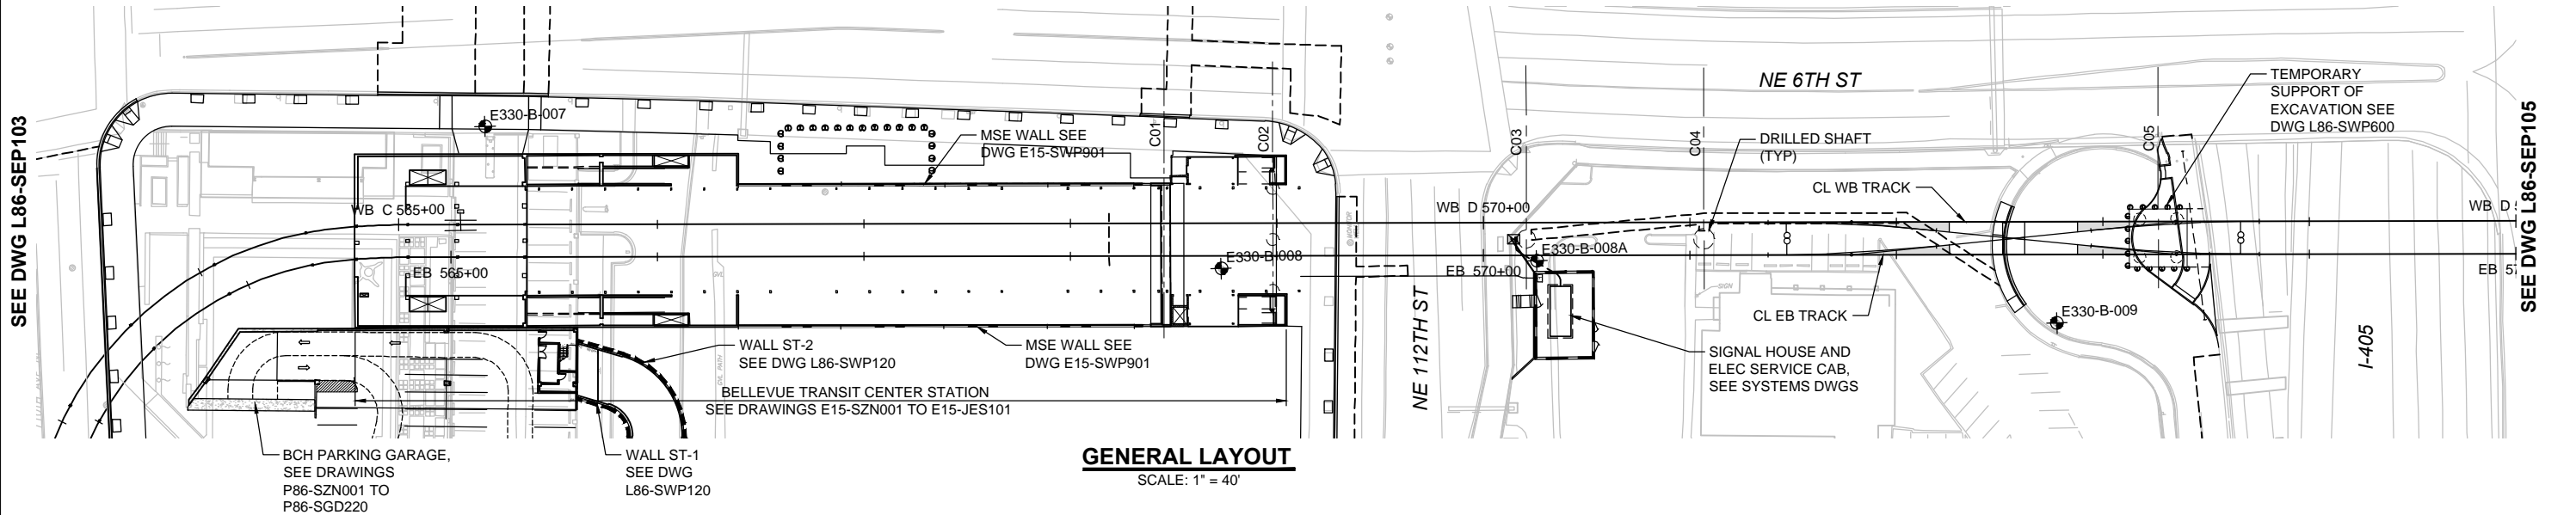 SEE DWG L86-SEP103
E330-B-007
MSE WALL SEE
DWG E15-SWP901
C01
C02
C03
C04
C05
NE 6TH ST
DRILLED SHAFT
(TYP)
TEMPORARY
SUPPORT OF
EXCAVATION SEE
DWG L86-SWP600
SEE DWG L86-SEP105
CL WB TRACK
WB C 565+00
WB D 570+00
WB D
EB 565+00
E330-B-008
EB 570+00
E330-B-008A
EB 57
CL EB TRACK
E330-B-009
SIGN
MONITOR
NE 112TH ST
I-405
SIGNAL HOUSE AND
ELEC SERVICE CAB,
SEE SYSTEMS DWGS
WALL ST-2
SEE DWG L86-SWP120
MSE WALL SEE
DWG E15-SWP901
BELLEVUE TRANSIT CENTER STATION
SEE DRAWINGS E15-SZN001 TO E15-JES101
BCH PARKING GARAGE,
SEE DRAWINGS
P86-SZN001 TO
P86-SGD220
WALL ST-1
SEE DWG
L86-SWP120
GENERAL LAYOUT
SCALE: 1" = 40'